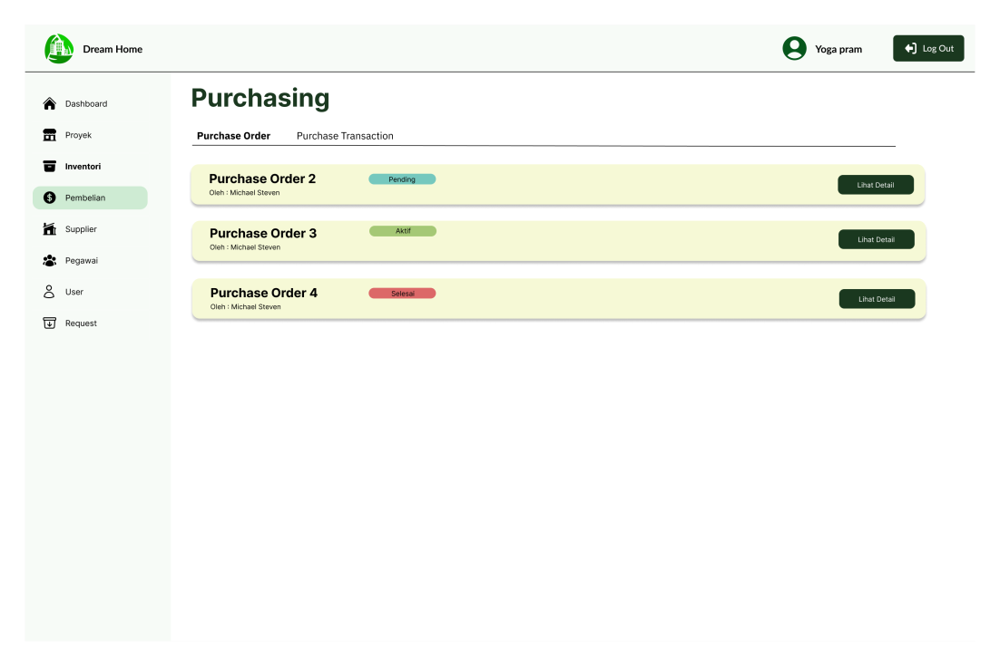 Dream Home
Yoga pram
Log Out
Dashboard
Proyek
Inventori
Pembelian
Supplier
Pegawai
User
Request
Purchasing
Purchase Order
Purchase Transaction
Purchase Order 2
Pending
Oleh : Michael Steven
Lihat Detail
Purchase Order 3
Aktif
Oleh : Michael Steven
Lihat Detail
Purchase Order 4
Selesai
Oleh : Michael Steven
Lihat Detail